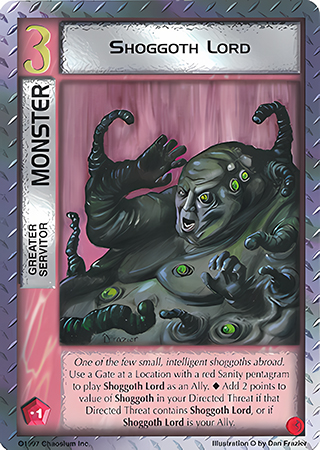 3
SHOGGOTH LORD
MONSTER
GREATER
SERVITOR
D Frazier
One of the few small, intelligent shoggoths abroad.
Use a Gate at a Location with a red Sanity pentagram
to play Shoggoth Lord as an Ally. ◆ Add 2 points to
value of Shoggoth in your Directed Threat if that
Directed Threat contains Shoggoth Lord, or if
Shoggoth Lord is your Ally.
-1
©1997 Chaosium Inc.
Illustration © by Dan Frazier